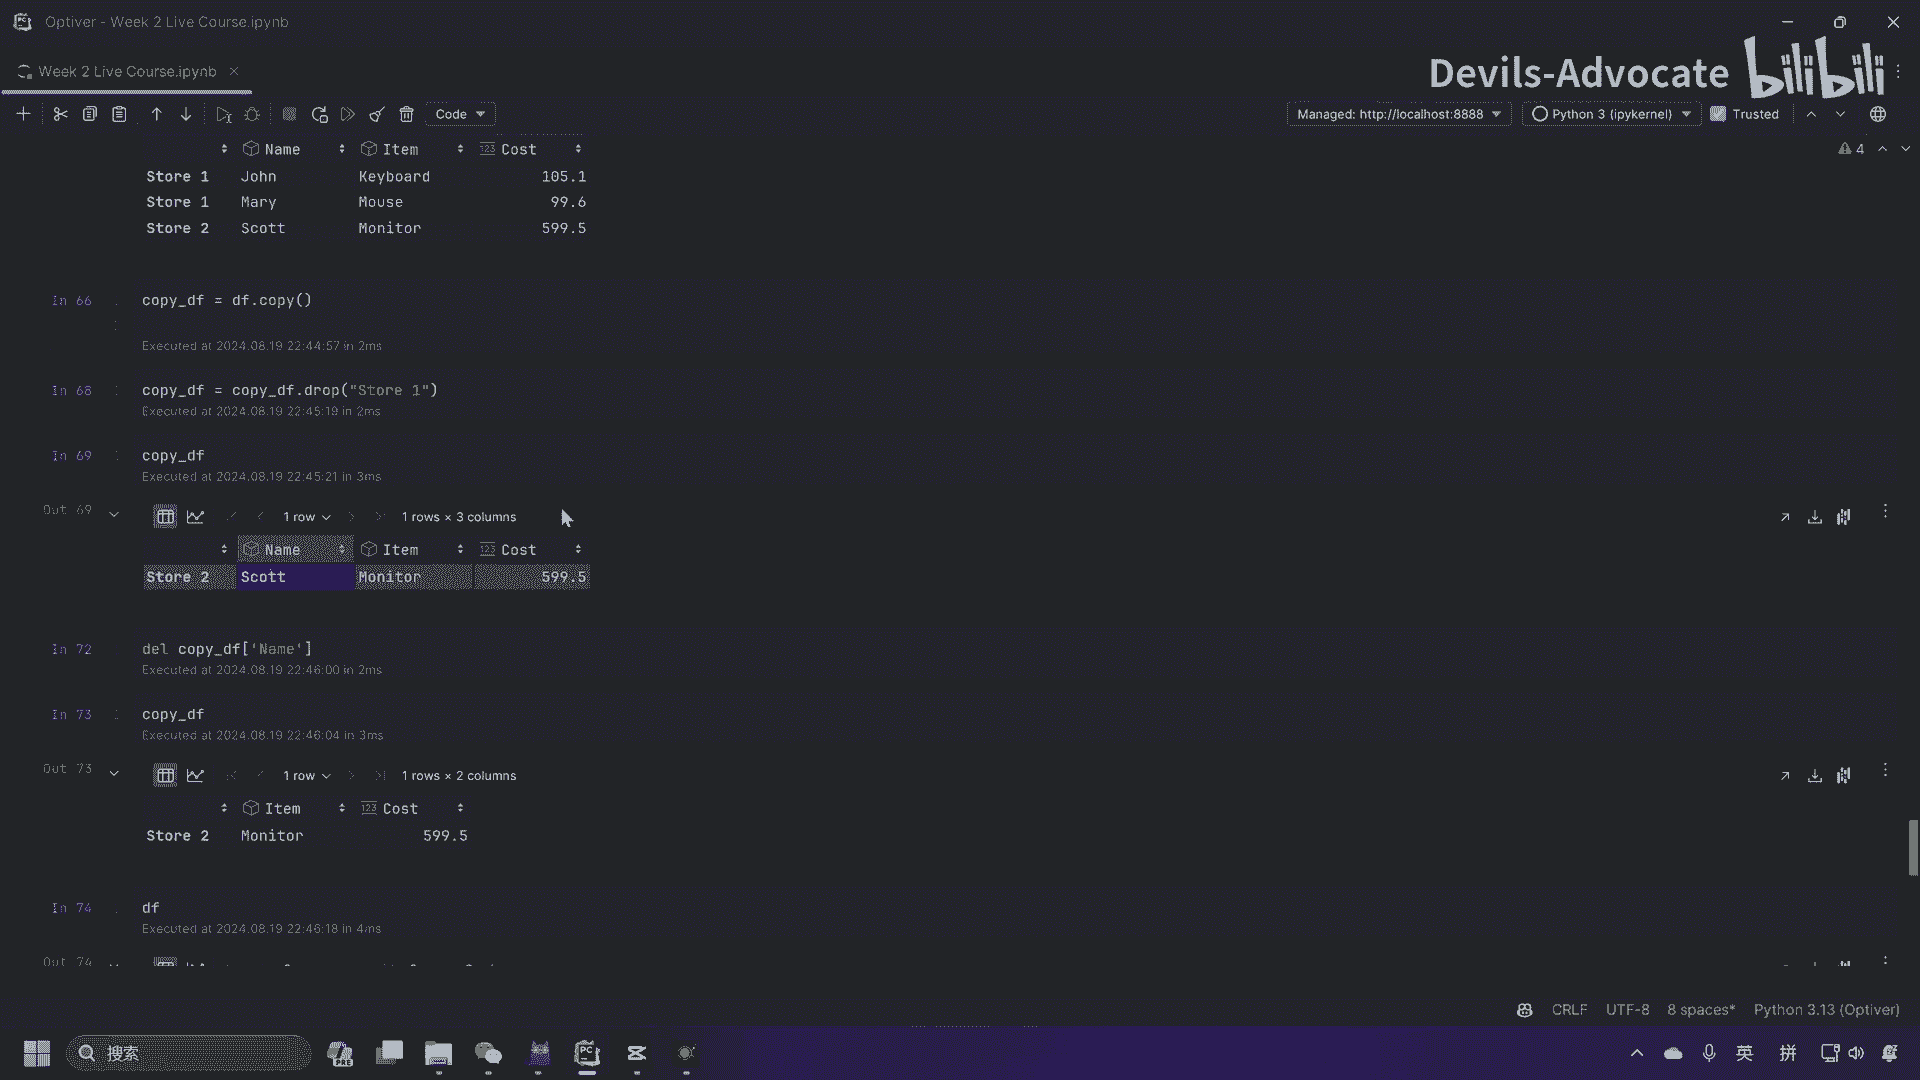 Optiver - Week 2 Live Course.ipynb
Week 2 Live Course.ipynb
Devils-Advocate bilibili
Code
Managed: http://localhost:8888
Python 3 (ipykernel)
Trusted
4
Name Item Cost
Store 1 John Keyboard 105.1
Store 1 Mary Mouse 99.6
Store 2 Scott Monitor 599.5
In 66 copy_df = df.copy()
Executed at 2024.08.19 22:44:57 in 2ms
In 68 copy_df = copy_df.drop("Store 1")
Executed at 2024.08.19 22:45:19 in 2ms
In 69 copy_df
Executed at 2024.08.19 22:45:21 in 3ms
Out 69 1 row 1 rows × 3 columns
Name Item Cost
Store 2 Scott Monitor 599.5
In 72 del copy_df['Name']
Executed at 2024.08.19 22:46:00 in 2ms
In 73 copy_df
Executed at 2024.08.19 22:46:04 in 3ms
Out 73 1 row 1 rows × 2 columns
Item Cost
Store 2 Monitor 599.5
In 74 df
Executed at 2024.08.19 22:46:18 in 4ms
Out 74
CRLF UTF-8 8 spaces* Python 3.13 (Optiver)
搜索
英 拼